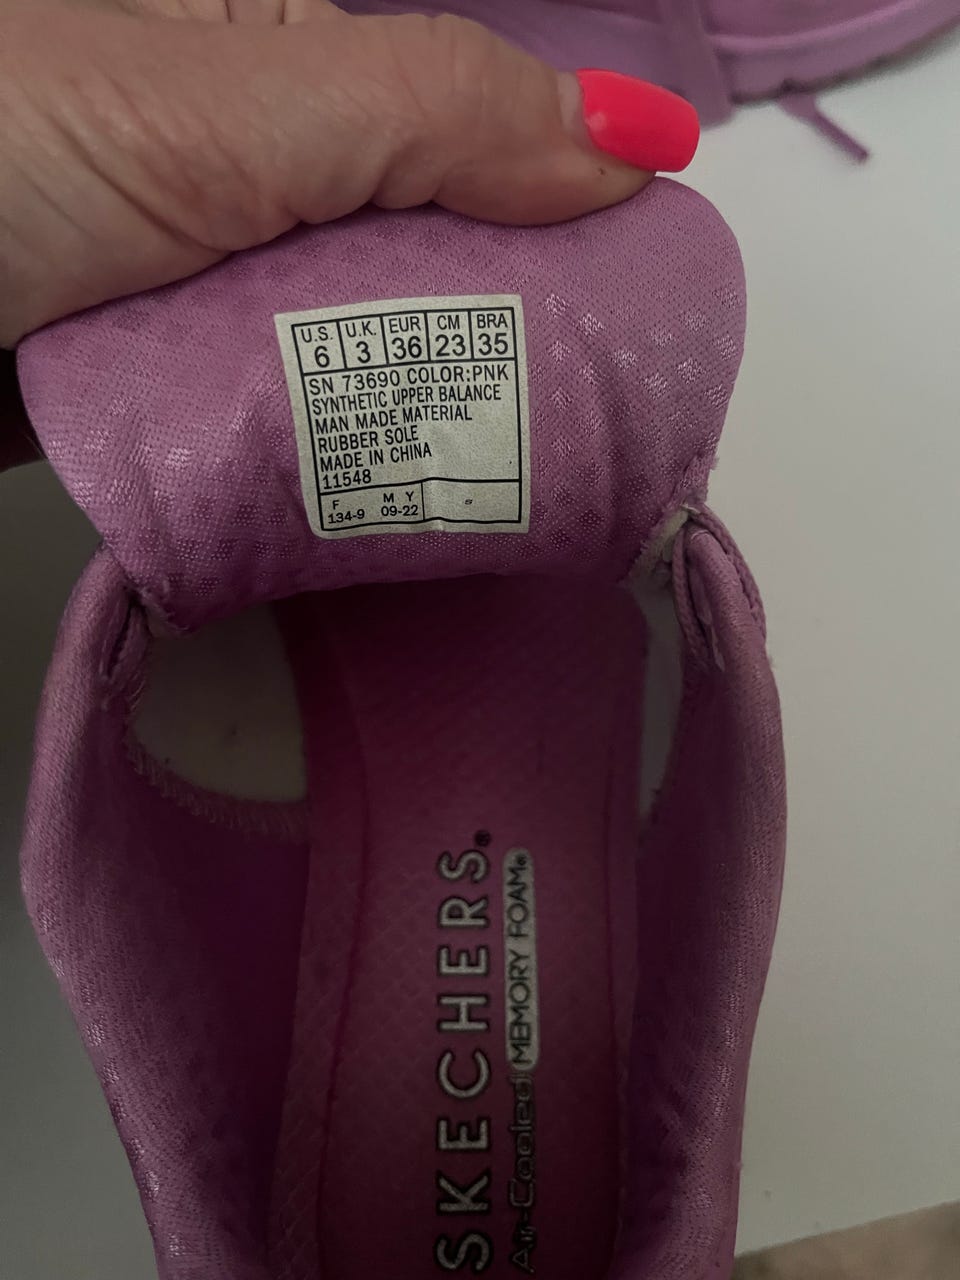 U.S. U.K. EUR CM BRA
6 3 36 23 35
SN 73690 COLOR:PNK
SYNTHETIC UPPER BALANCE
MAN MADE MATERIAL
RUBBER SOLE
MADE IN CHINA
11548
F M Y
134-9 09-22
SKECHERS®
Air-Cooled MEMORY FOAM®